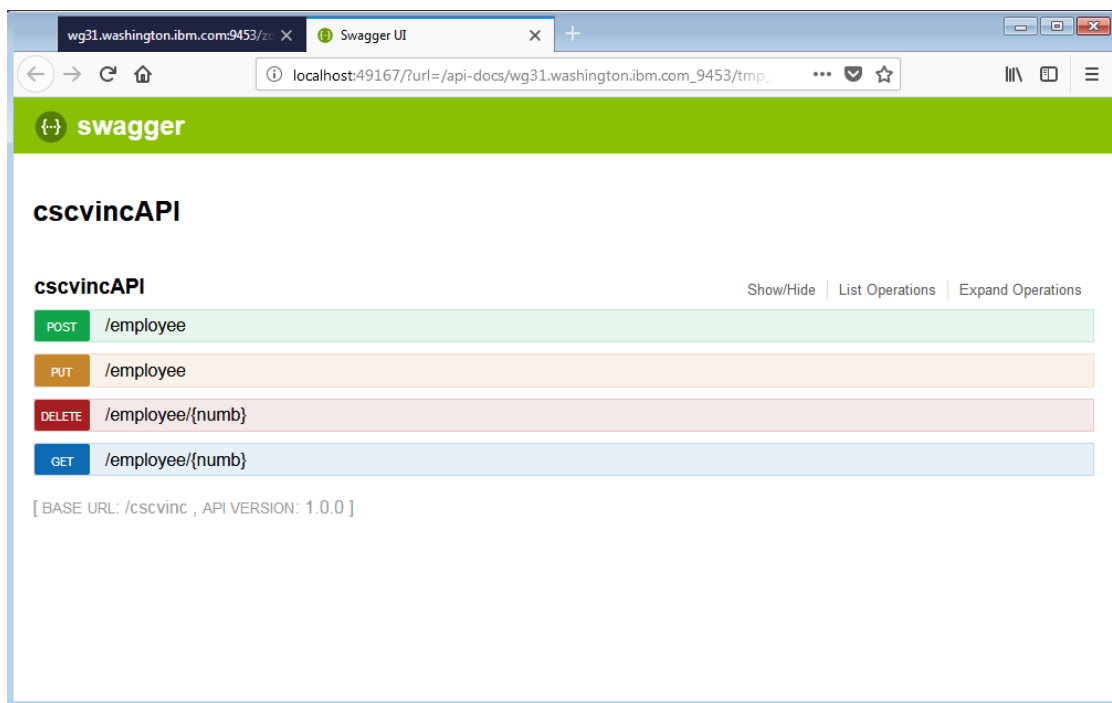 wg31.washington.ibm.com:9453/zo
Swagger UI
localhost:49167/?url=/api-docs/wg31.washington.ibm.com_9453/tmp_
swagger
cscvincAPI
cscvincAPI
Show/Hide List Operations Expand Operations
POST /employee
PUT /employee
DELETE /employee/{numb}
GET /employee/{numb}
[ BASE URL: /cscvinc , API VERSION: 1.0.0 ]